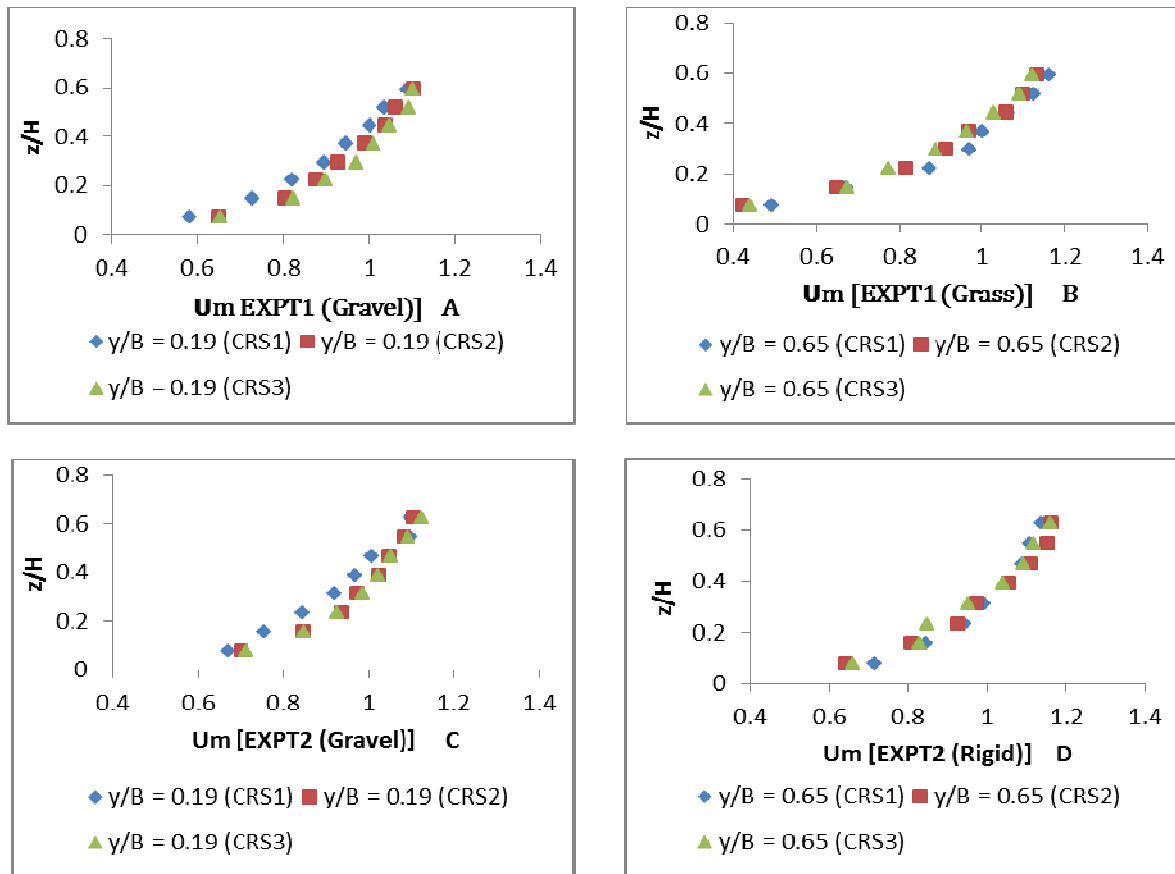 0.8
0.6
0.4
0.2
0
z/H
0.4 0.6 0.8 1 1.2 1.4
Um EXPT1 (Gravel)] A
y/B = 0.19 (CRS1) y/B = 0.19 (CRS2)
y/B – 0.19 (CRS3)
0.8
0.6
0.4
0.2
0
z/H
0.4 0.6 0.8 1 1.2 1.4
Um [EXPT1 (Grass)] B
y/B = 0.65 (CRS1) y/B = 0.65 (CRS2)
y/B = 0.65 (CRS3)
0.8
0.6
0.4
0.2
0
z/H
0.4 0.6 0.8 1 1.2 1.4
Um [EXPT2 (Gravel)] C
y/B = 0.19 (CRS1) y/B = 0.19 (CRS2)
y/B = 0.19 (CRS3)
0.8
0.6
0.4
0.2
0
z/H
0.4 0.6 0.8 1 1.2 1.4
Um [EXPT2 (Rigid)] D
y/B = 0.65 (CRS1) y/B = 0.65 (CRS2)
y/B = 0.65 (CRS3)